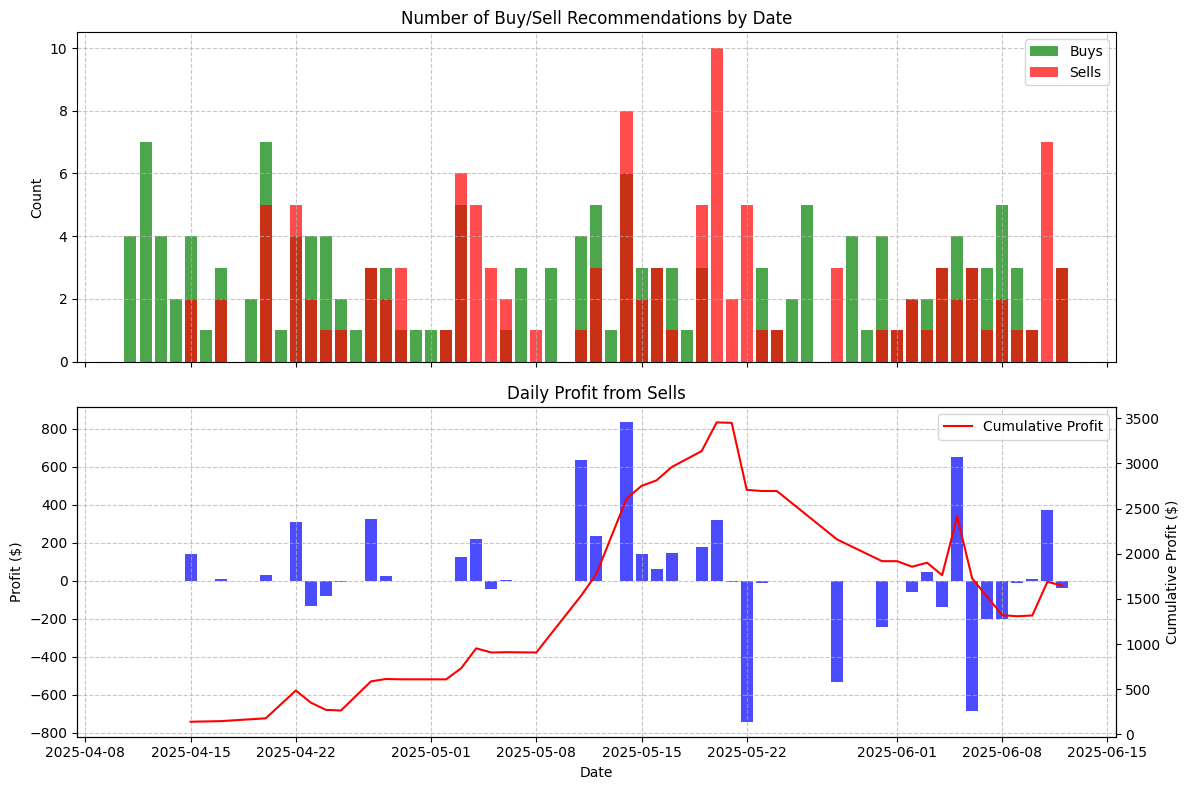 Number of Buy/Sell Recommendations by Date
Buys
Sells
Count
10
8
6
4
2
0
Daily Profit from Sells
Cumulative Profit
Profit ($)
800
600
400
200
0
−200
−400
−600
−800
3500
3000
2500
2000
1500
1000
500
0
Cumulative Profit ($)
2025-04-08 2025-04-15 2025-04-22 2025-05-01 2025-05-08 2025-05-15 2025-05-22 2025-06-01 2025-06-08 2025-06-15
Date